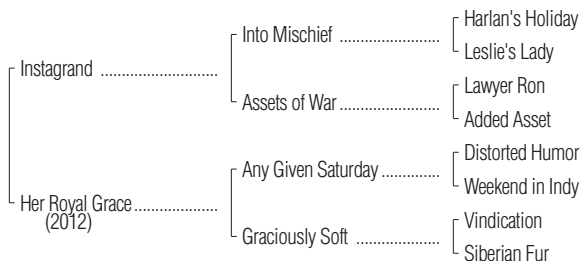 Harlan's Holiday
Into Mischief ....................
Leslie's Lady
Instagrand ........................
Lawyer Ron
Assets of War ....................
Added Asset
Distorted Humor
Any Given Saturday ............
Weekend in Indy
Her Royal Grace.................
(2012)
Vindication
Graciously Soft .................
Siberian Fur